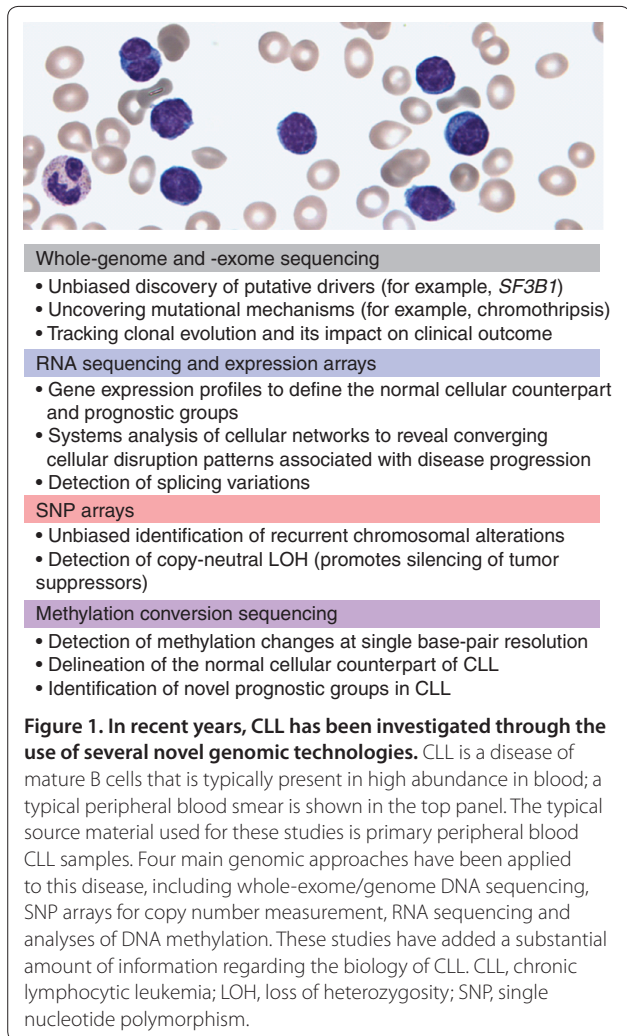 Whole-genome and -exome sequencing
• Unbiased discovery of putative drivers (for example, SF3B1)
• Uncovering mutational mechanisms (for example, chromothripsis)
• Tracking clonal evolution and its impact on clinical outcome
RNA sequencing and expression arrays
• Gene expression profiles to define the normal cellular counterpart
and prognostic groups
• Systems analysis of cellular networks to reveal converging
cellular disruption patterns associated with disease progression
• Detection of splicing variations
SNP arrays
• Unbiased identification of recurrent chromosomal alterations
• Detection of copy-neutral LOH (promotes silencing of tumor
suppressors)
Methylation conversion sequencing
• Detection of methylation changes at single base-pair resolution
• Delineation of the normal cellular counterpart of CLL
• Identification of novel prognostic groups in CLL
Figure 1. In recent years, CLL has been investigated through the
use of several novel genomic technologies. CLL is a disease of
mature B cells that is typically present in high abundance in blood; a
typical peripheral blood smear is shown in the top panel. The typical
source material used for these studies is primary peripheral blood
CLL samples. Four main genomic approaches have been applied
to this disease, including whole-exome/genome DNA sequencing,
SNP arrays for copy number measurement, RNA sequencing and
analyses of DNA methylation. These studies have added a substantial
amount of information regarding the biology of CLL. CLL, chronic
lymphocytic leukemia; LOH, loss of heterozygosity; SNP, single
nucleotide polymorphism.